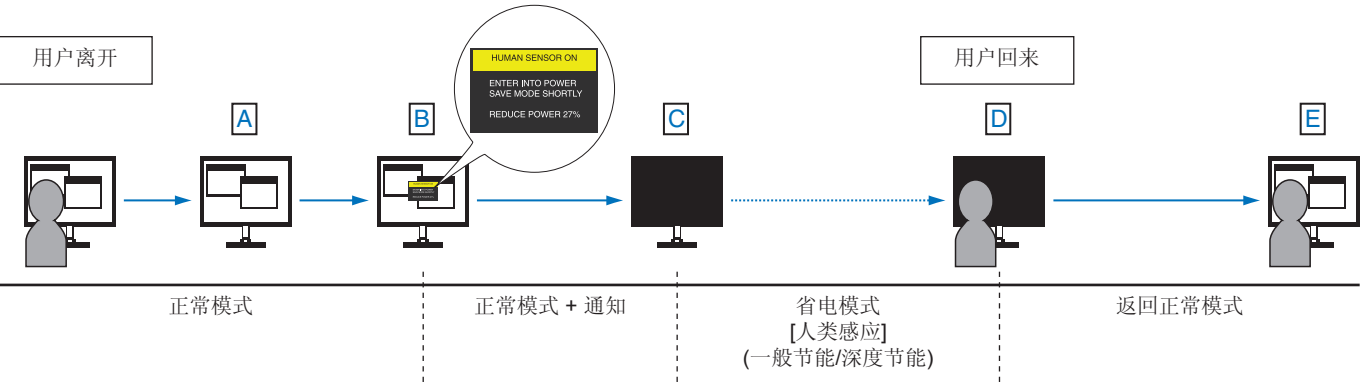 用户离开
用户回来
HUMAN SENSOR ON
ENTER INTO POWER
SAVE MODE SHORTLY
REDUCE POWER 27%
A
B
C
D
E
正常模式
正常模式 + 通知
省电模式
[人类感应]
(一般节能/深度节能)
返回正常模式